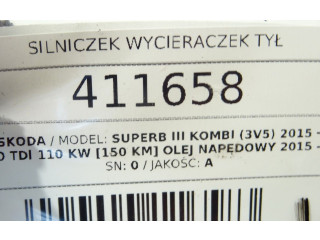 SILNICZEK WYCIERACZEK TYŁ
411658
SKODA / MODEL: SUPERB III KOMBI (3V5) 2015 -
TDI 110 KW [150 KM] OLEJ NAPĘDOWY 2015 -
SN: 0 / JAKOŚĆ: A